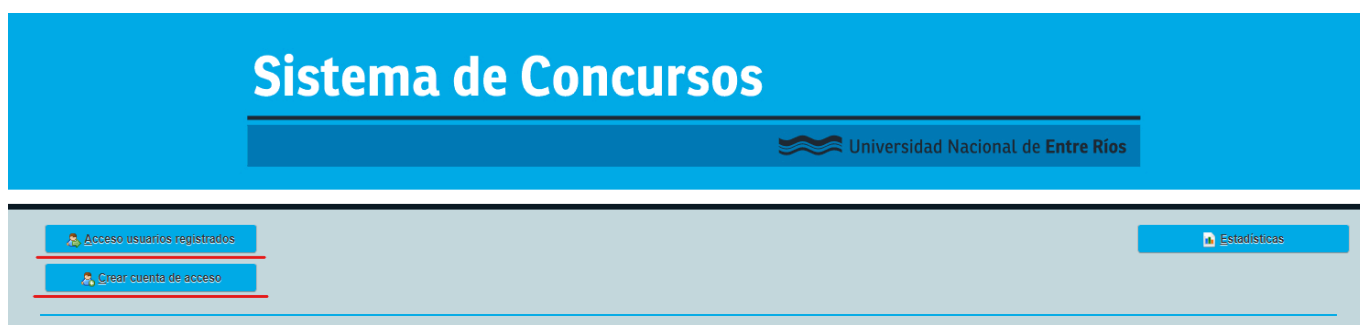 Sistema de Concursos
Universidad Nacional de Entre Ríos
Acceso usuarios registrados
Estadísticas
Crear cuenta de acceso